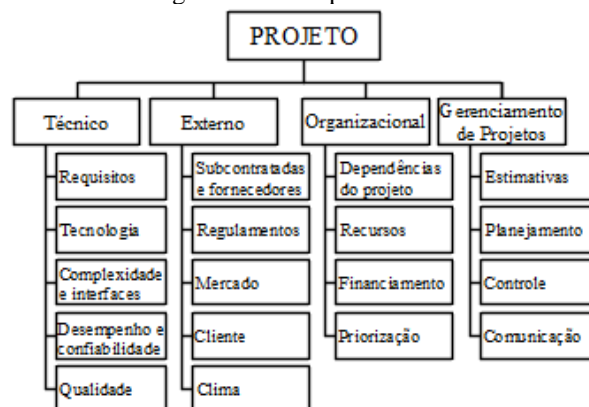 PROJETO
Técnico
Externo
Organizacional
Gerenciamento
de Projetos
Requisitos
Tecnologia
Complexidade
e interfaces
Desempenho e
confiabilidade
Qualidade
Subcontratadas
e fornecedores
Regulamentos
Mercado
Cliente
Clima
Dependências
do projeto
Recursos
Financiamento
Priorização
Estimativas
Planejamento
Controle
Comunicação